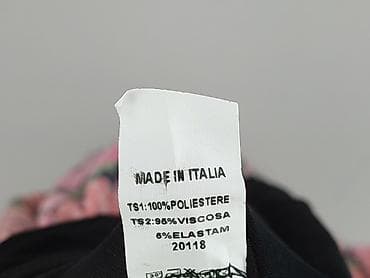 MADE IN ITALIA
TS1:100%POLIESTERE
TS2:95%VISCOSA
5%ELASTAM
20118